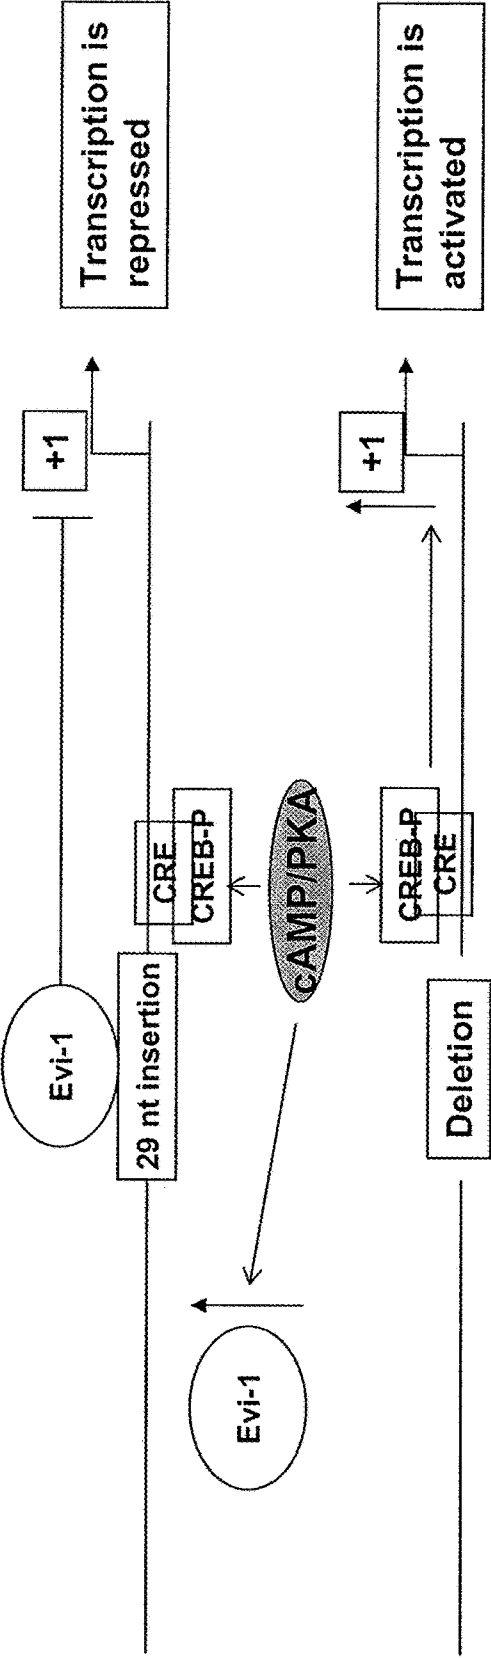 Evi-1
+1
Transcription is
repressed
29 nt insertion
CRE
CREB-P
Evi-1
cAMP/PKA
CREB-P
CRE
+1
Transcription is
activated
Deletion